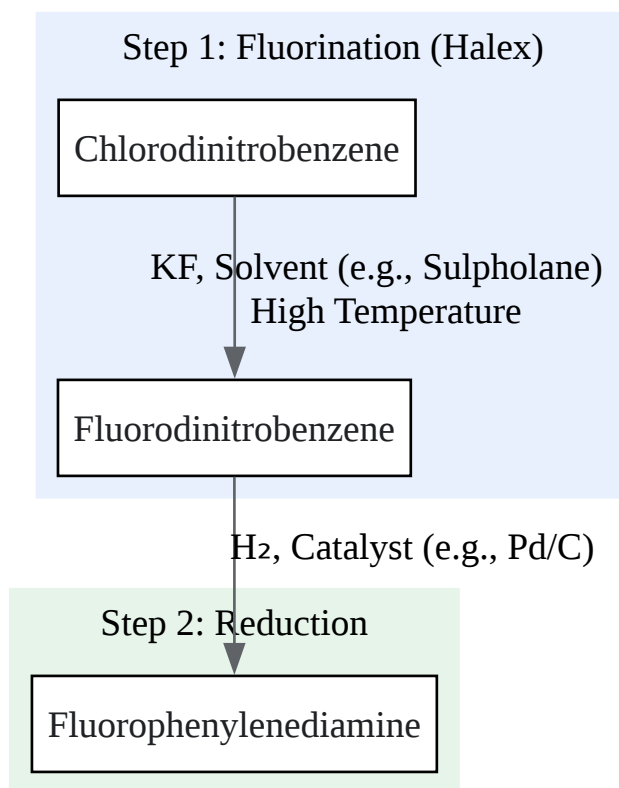 Step 1: Fluorination (Halex)
Chlorodinitrobenzene
KF, Solvent (e.g., Sulpholane)
High Temperature
Fluorodinitrobenzene
H₂, Catalyst (e.g., Pd/C)
Step 2: Reduction
Fluorophenylenediamine